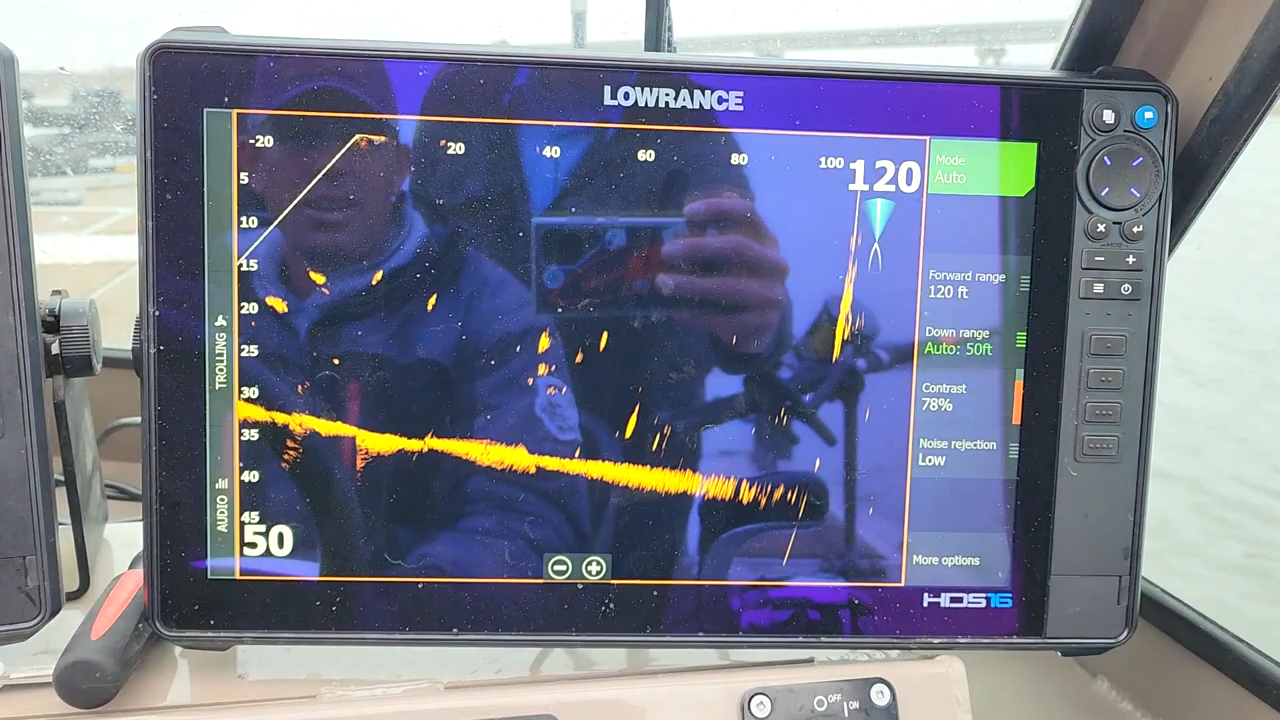 LOWRANCE
-20
20
40
60
80
100
120
5
10
15
20
25
30
35
40
45
50
TROLLING
AUDIO
Mode
Auto
Forward range
120 ft
Down range
Auto: 50ft
Contrast
78%
Noise rejection
Low
More options
HDS16
OFF
ON